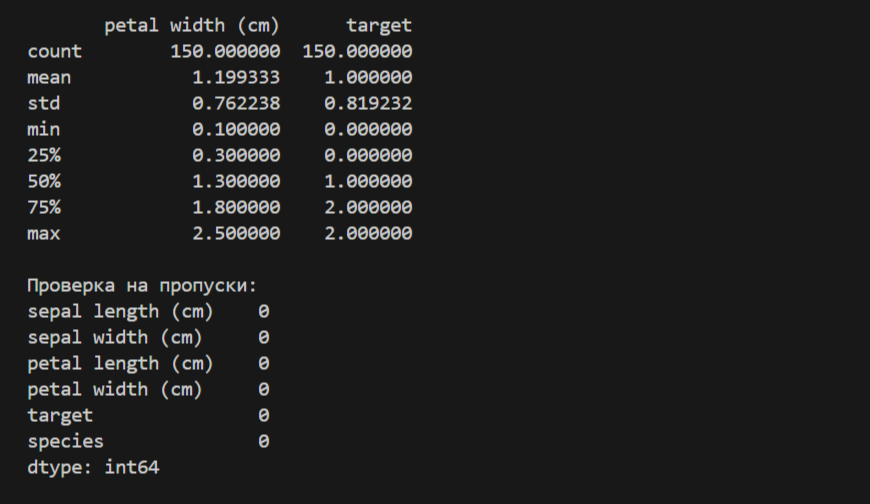 petal width (cm) target
count 150.000000 150.000000
mean 1.199333 1.000000
std 0.762238 0.819232
min 0.100000 0.000000
25% 0.300000 0.000000
50% 1.300000 1.000000
75% 1.800000 2.000000
max 2.500000 2.000000
Проверка на пропуски:
sepal length (cm) 0
sepal width (cm) 0
petal length (cm) 0
petal width (cm) 0
target 0
species 0
dtype: int64